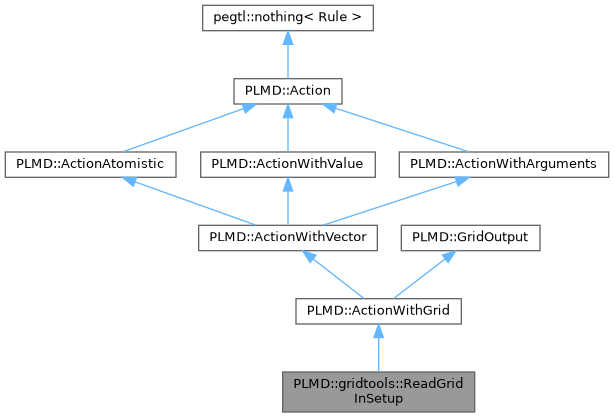 pegtl::nothing< Rule >
PLMD::Action
PLMD::ActionAtomistic
PLMD::ActionWithValue
PLMD::ActionWithArguments
PLMD::ActionWithVector
PLMD::GridOutput
PLMD::ActionWithGrid
PLMD::gridtools::ReadGrid
InSetup